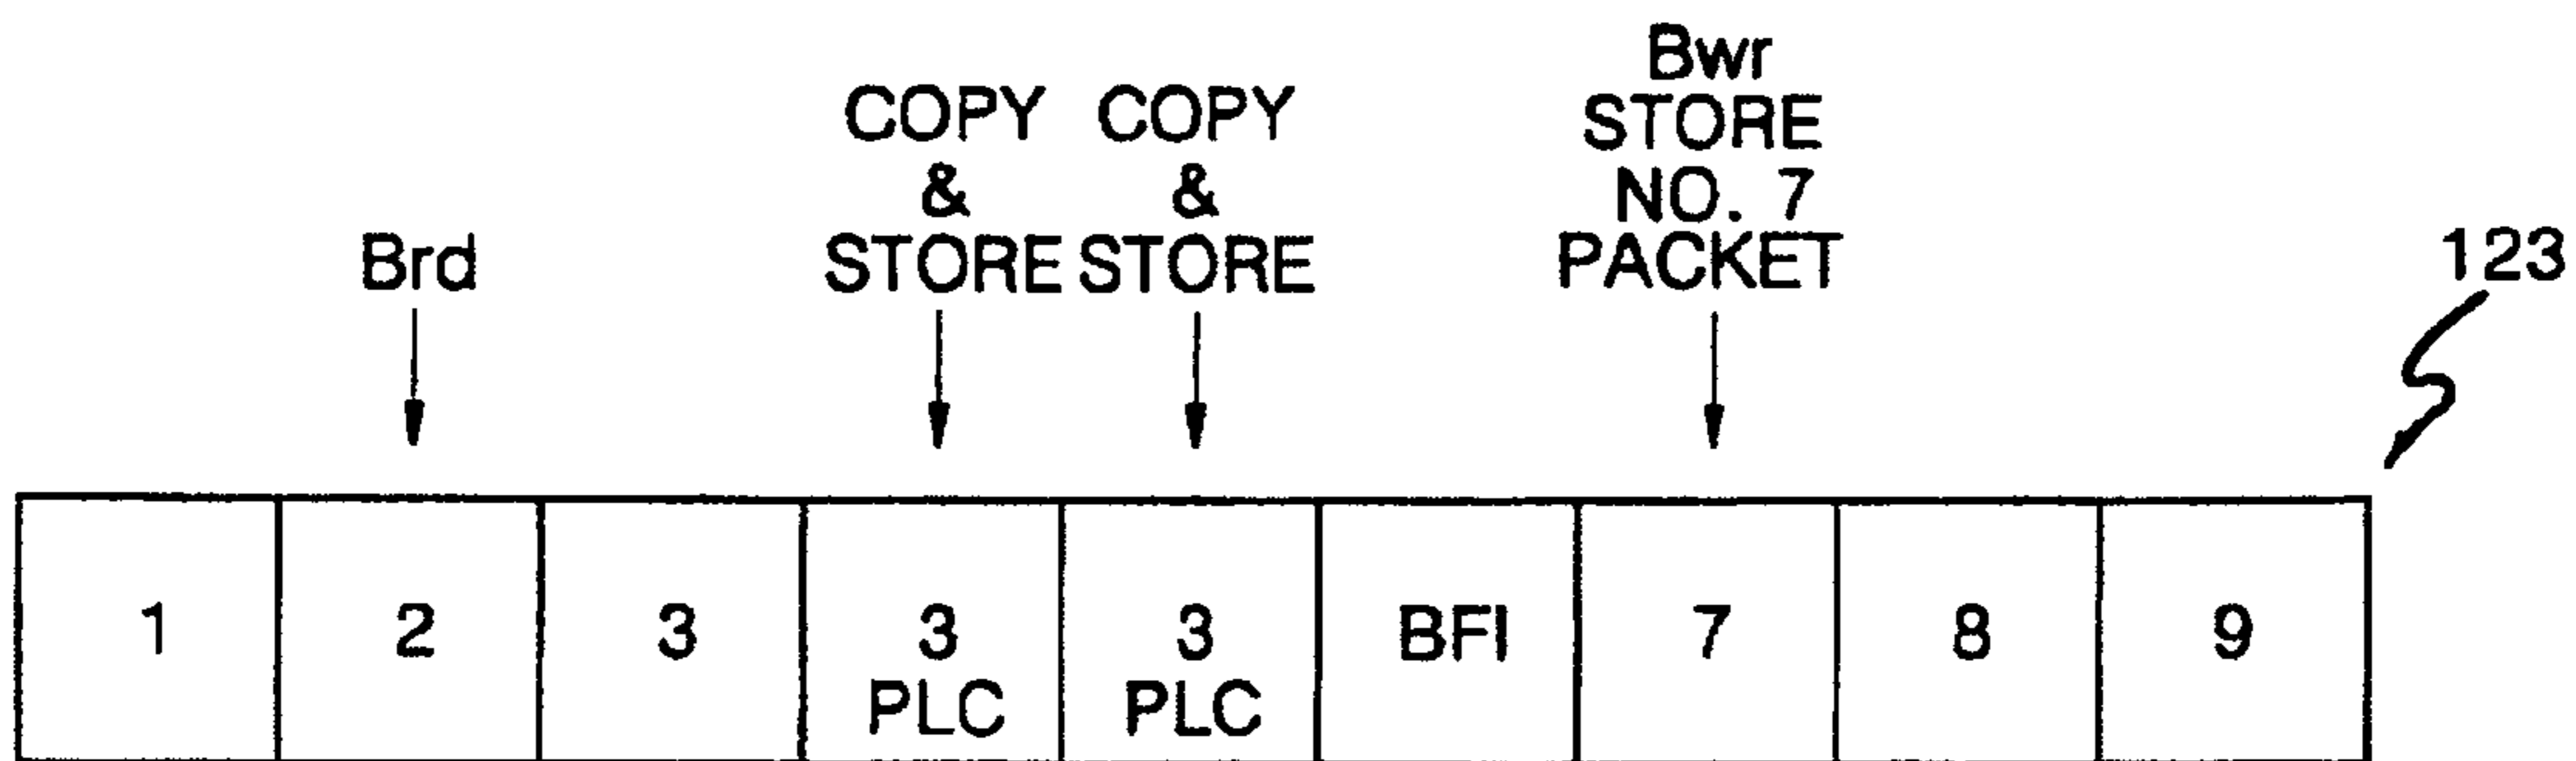 Brd
COPY
&
STORE
COPY
&
STORE
Bwr
STORE
NO. 7
PACKET
123
1
2
3
3
PLC
3
PLC
BFI
7
8
9